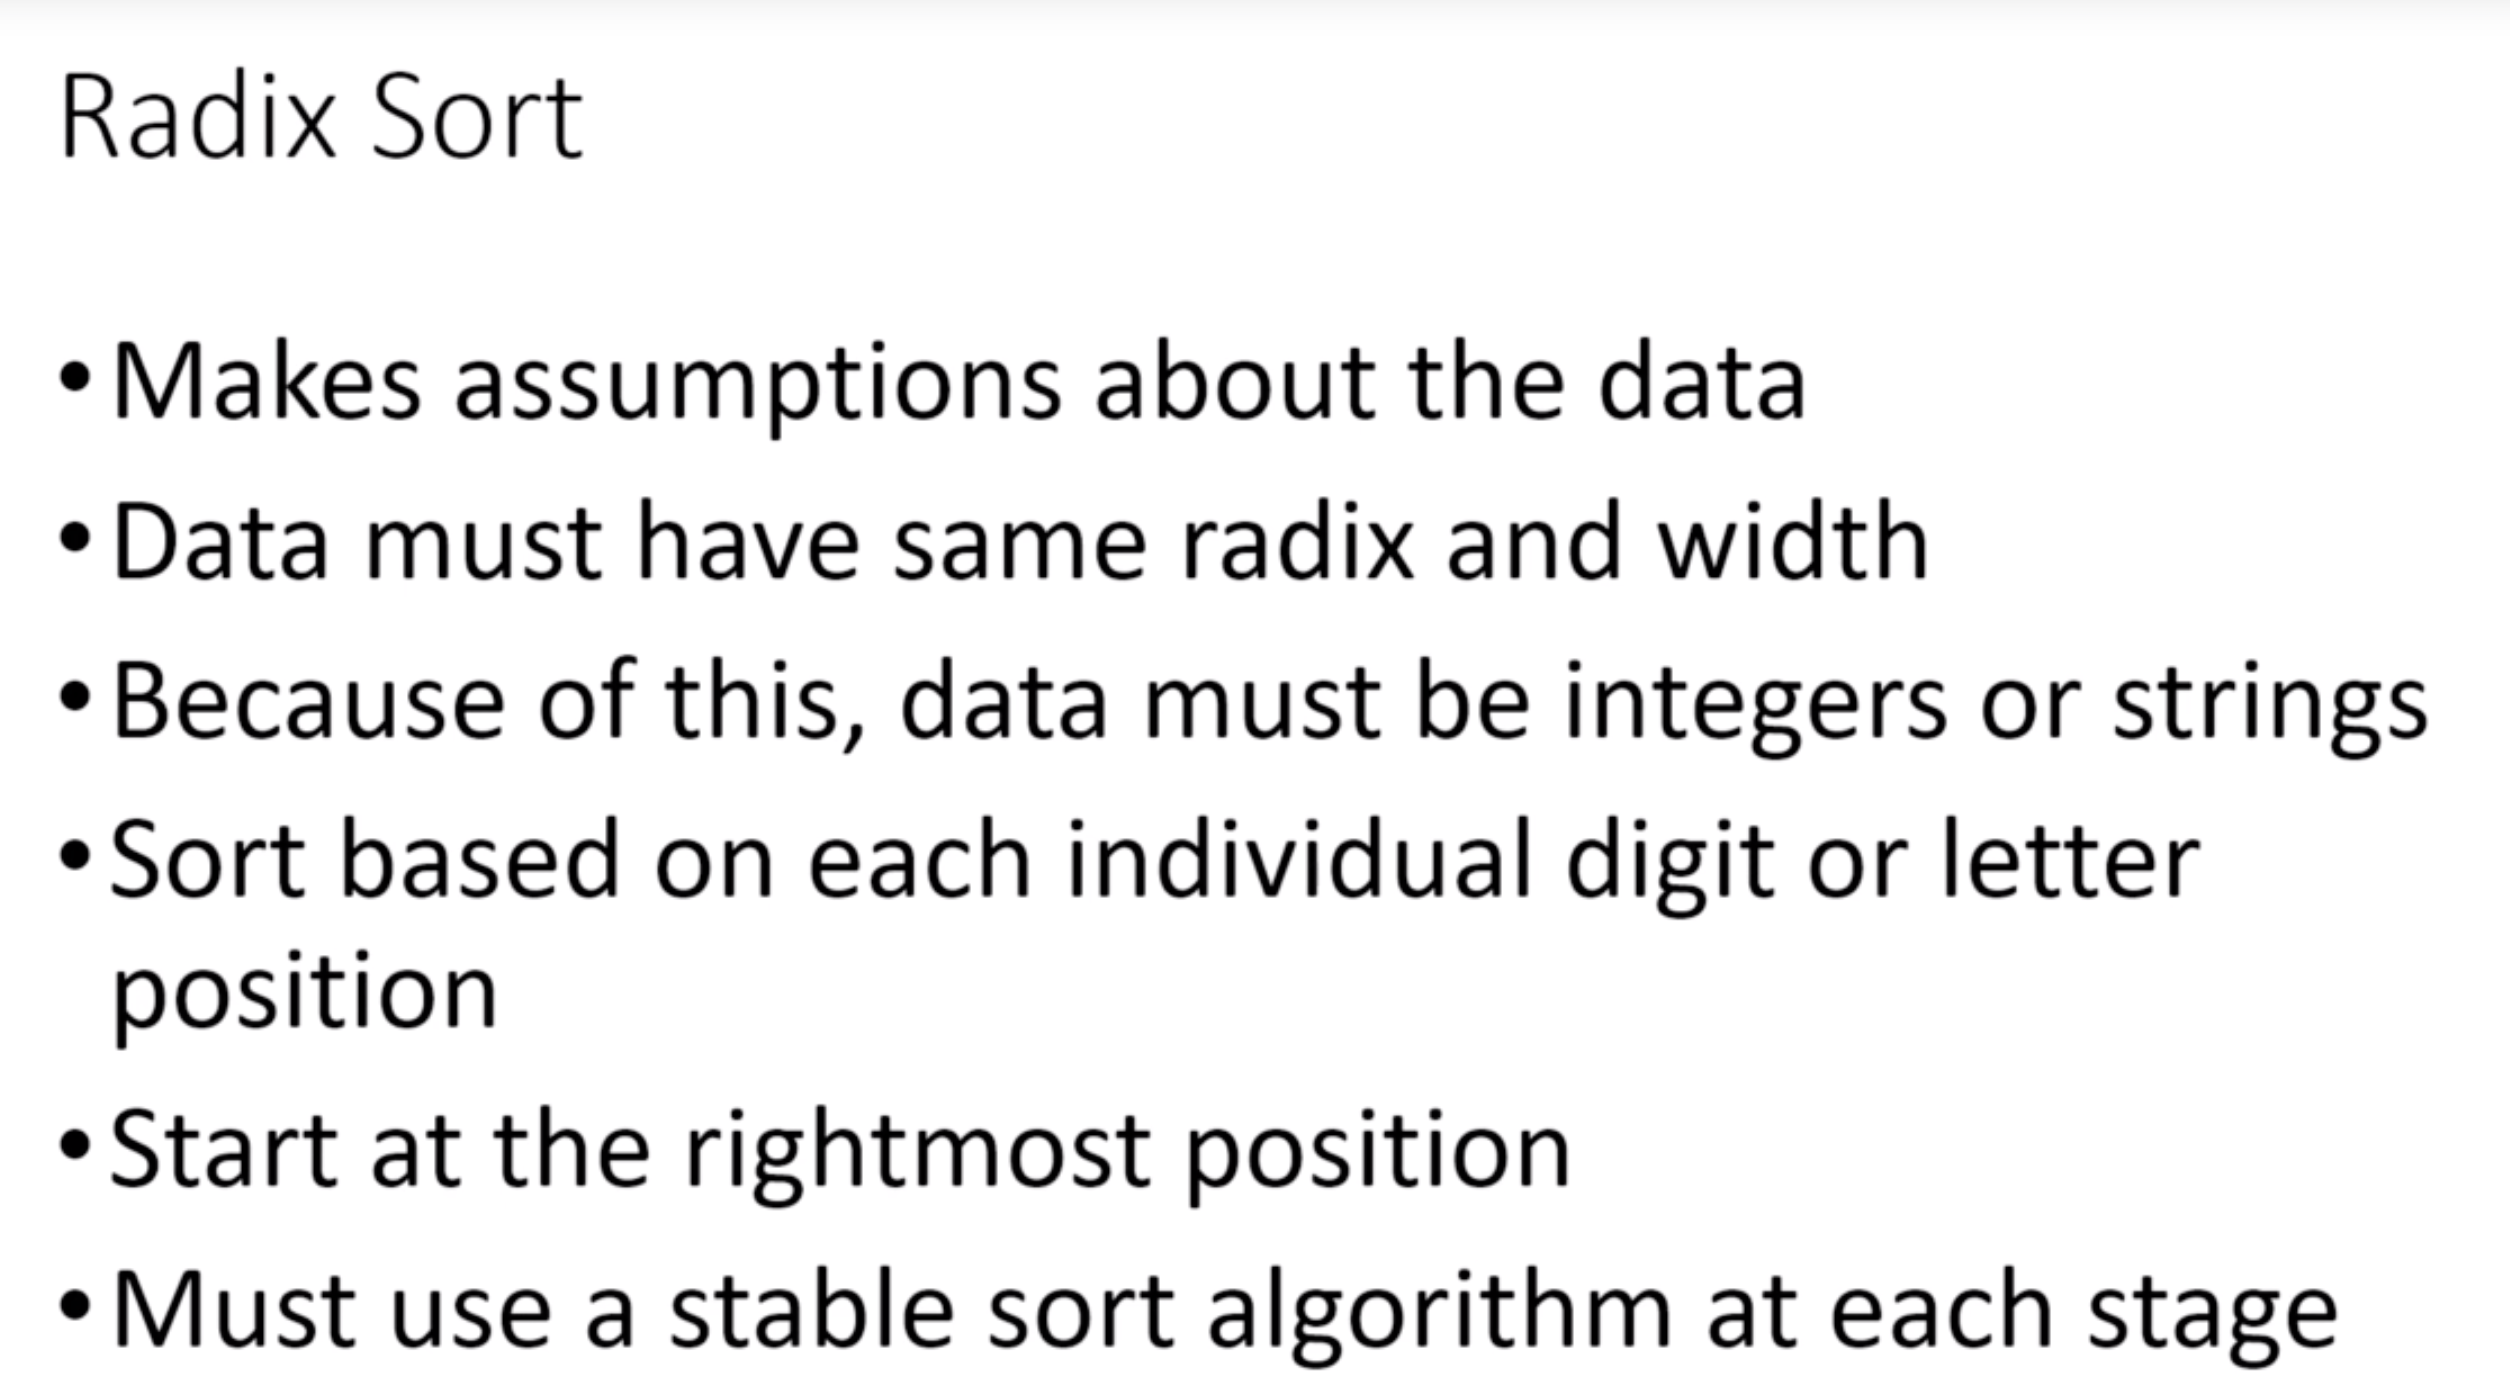 Radix Sort
• Makes assumptions about the data
• Data must have same radix and width
• Because of this, data must be integers or strings
• Sort based on each individual digit or letter
position
• Start at the rightmost position
• Must use a stable sort algorithm at each stage